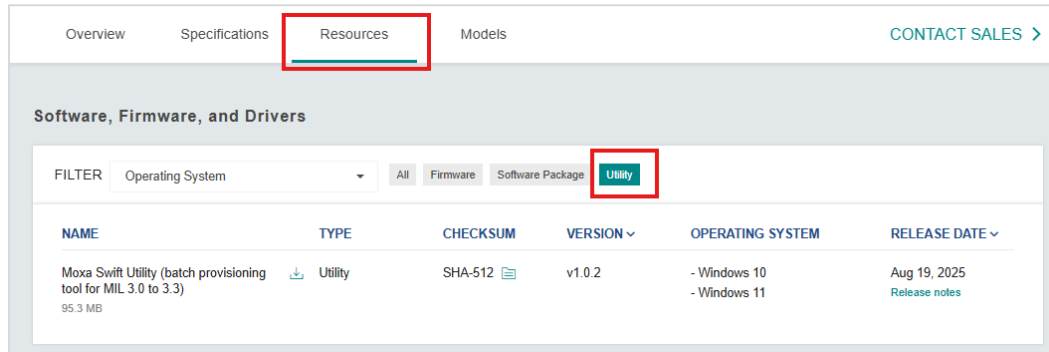 Overview Specifications Resources Models CONTACT SALES >
Software, Firmware, and Drivers
FILTER Operating System All Firmware Software Package Utility
NAME TYPE CHECKSUM VERSION OPERATING SYSTEM RELEASE DATE
Moxa Swift Utility (batch provisioning Utility SHA-512 v1.0.2 - Windows 10 Aug 19, 2025
tool for MIL 3.0 to 3.3) - Windows 11 Release notes
95.3 MB